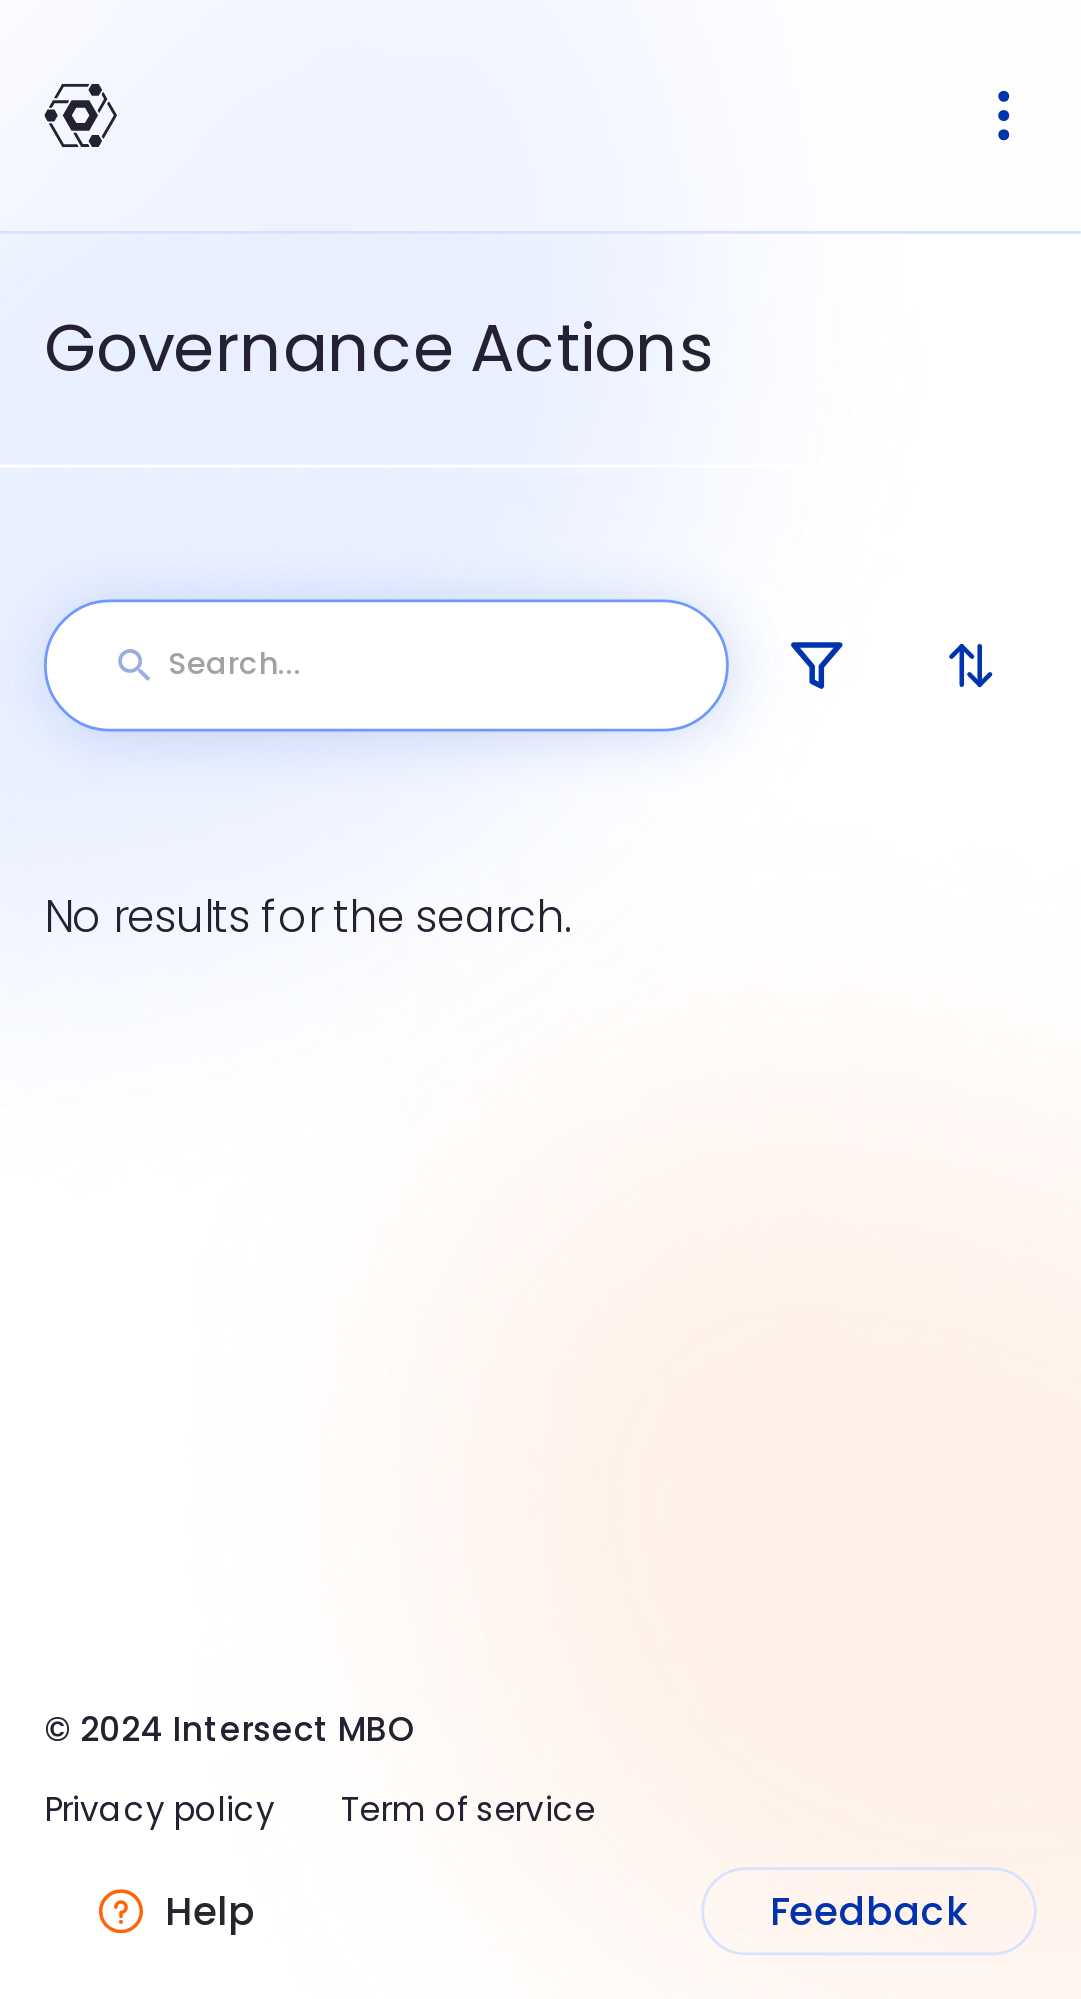 Governance Actions
Search...
No results for the search.
© 2024 Intersect MBO
Privacy policy Term of service
Help Feedback